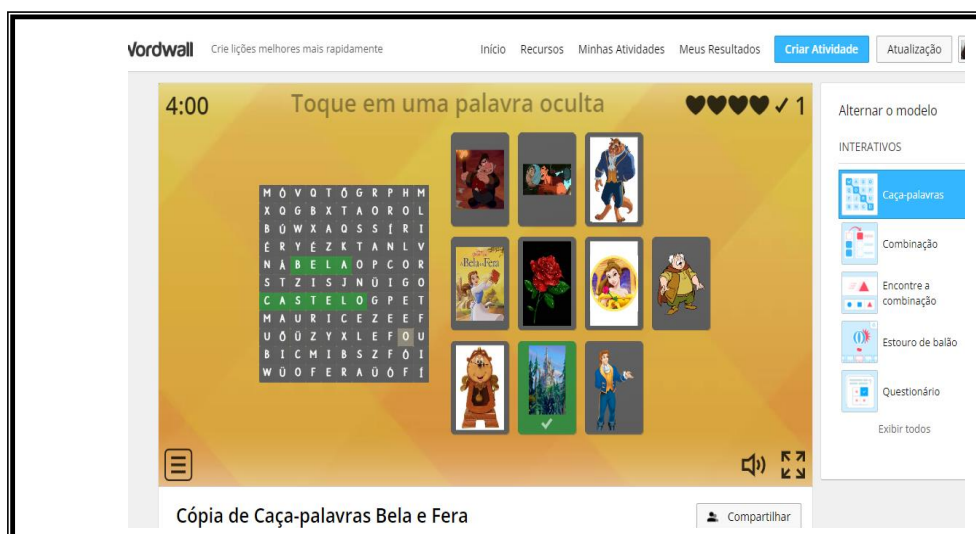 Wordwall Crie lições melhores mais rapidamente Início Recursos Minhas Atividades Meus Resultados Criar Atividade Atualização
4:00 Toque em uma palavra oculta ✓ 1
M Ó V Q T Õ G R P H M
X Q G B X T A O R O L
B Ú W X A Q S S Í R I
É R Y É Z K T A N L V
N Â B E L A O P C O R
S T Z I S J N Ü I G O
C A S T E L O G P E T
M A U R I C E Z E E F
U Õ Ü Z Y X L E F O U
B I C M I B S Z F Ô I
W Ü O F E R A Ü Ó F Í
Bela e a Fera
Cópia de Caça-palavras Bela e Fera
Compartilhar
Alternar o modelo
INTERATIVOS
Caça-palavras
Combinação
Encontre a
combinação
Estouro de balão
Questionário
Exibir todos